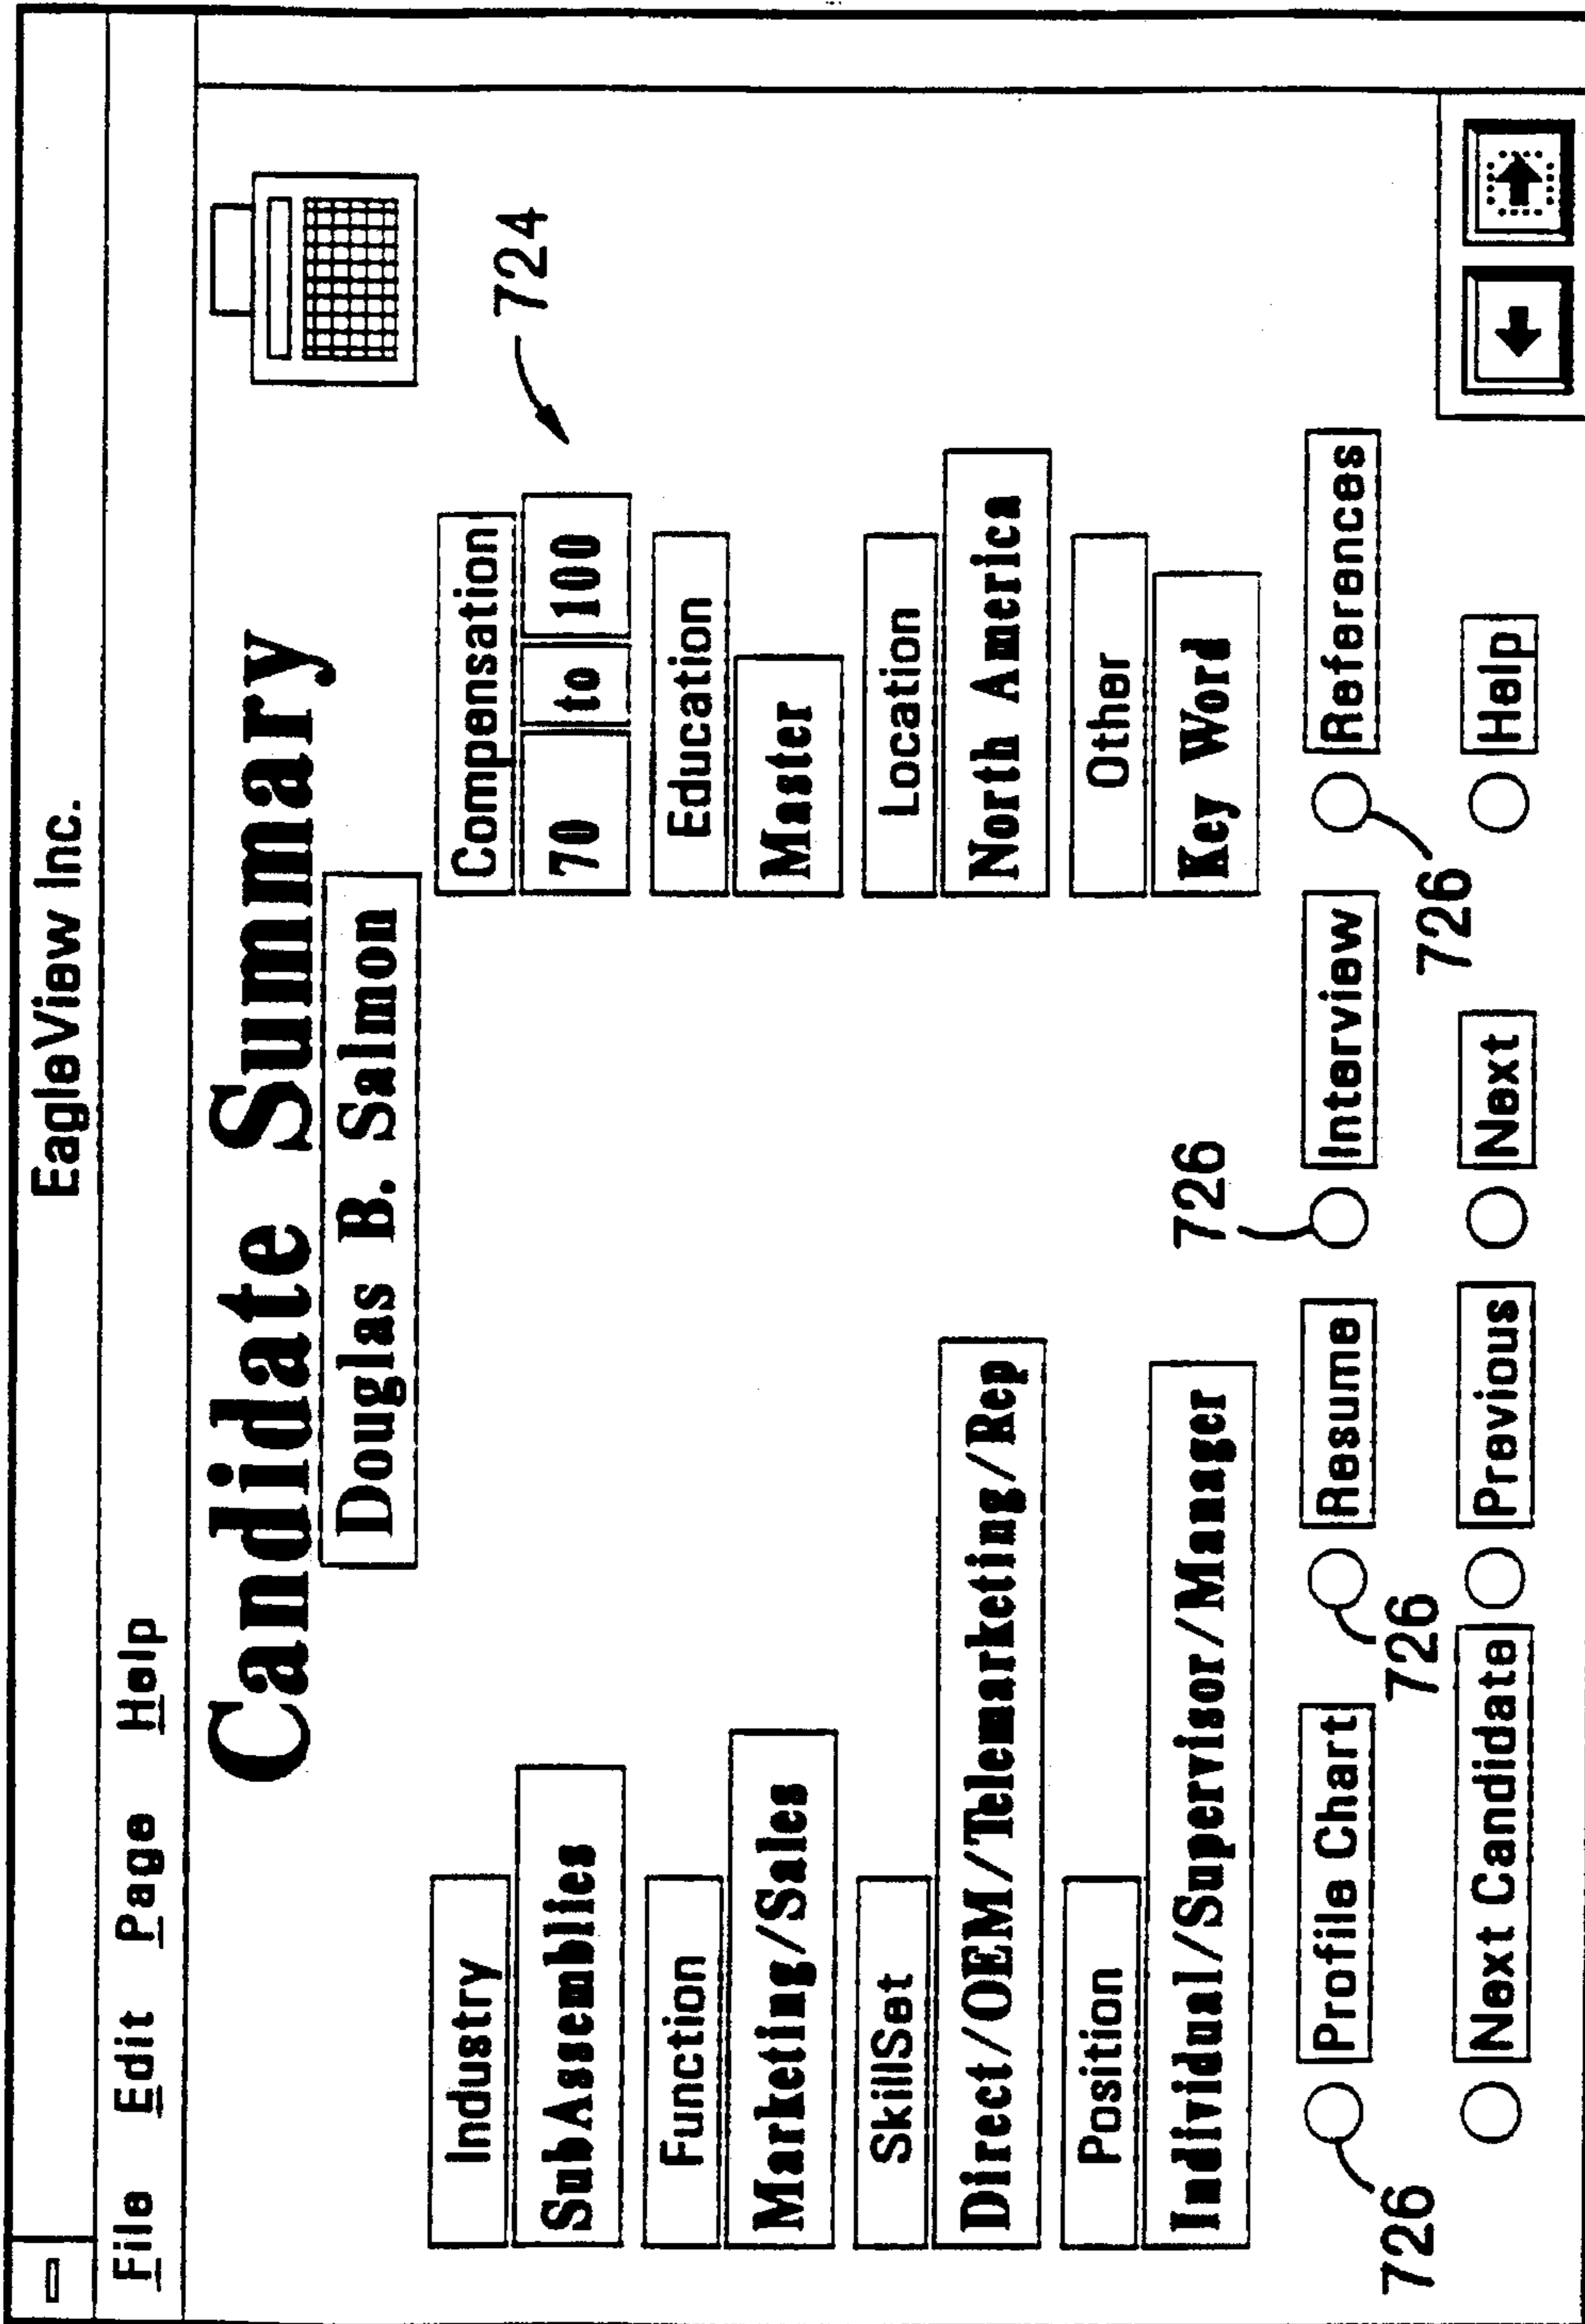 EagleView Inc.
File Edit Page Help
Candidate Summary
Douglas B. Salmon
Industry
SubAssemblies
Function
Marketing/Sales
SkillSet
Direct/OEM/Telemarketing/Rep
Position
Individual/Supervisor/Manager
Compensation
70 to 100
724
Education
Master
Location
North America
Other
Key Word
726
Profile Chart Resume Interview References
726 726 726
Next Candidate Previous Next Help